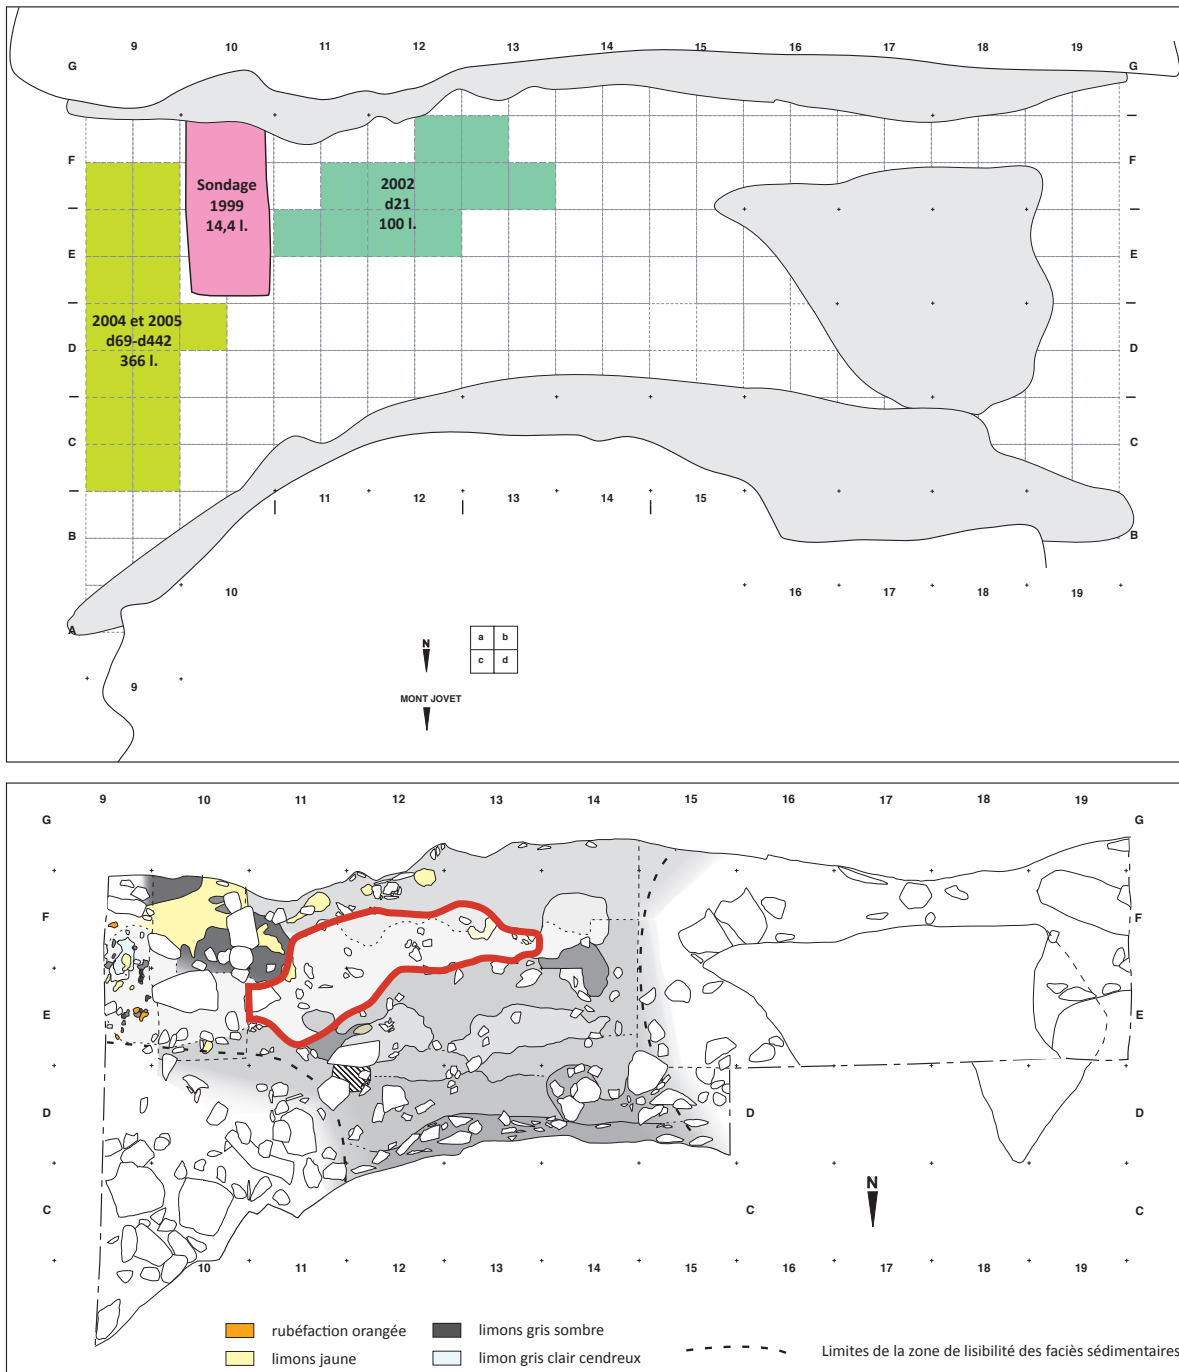 9 10 11 12 13 14 15 16 17 18 19
G G
F F
Sondage
1999
14,4 l.
2002
d21
100 l.
E E
2004 et 2005
d69-d442
366 l.
D D
C C
11 12 13 14 15
B B
10 16 17 18 19
A
a b
c d
N
9
MONT JOVET
9 10 11 12 13 14 15 16 17 18 19
G G
F F
E E
D D D
N
C C C
10 11 12 13 14 15 16 17 18 19
rubéfaction orangée
limons gris sombre
limons jaune
limon gris clair cendreux
Limites de la zone de lisibilité des faciès sédimentaires